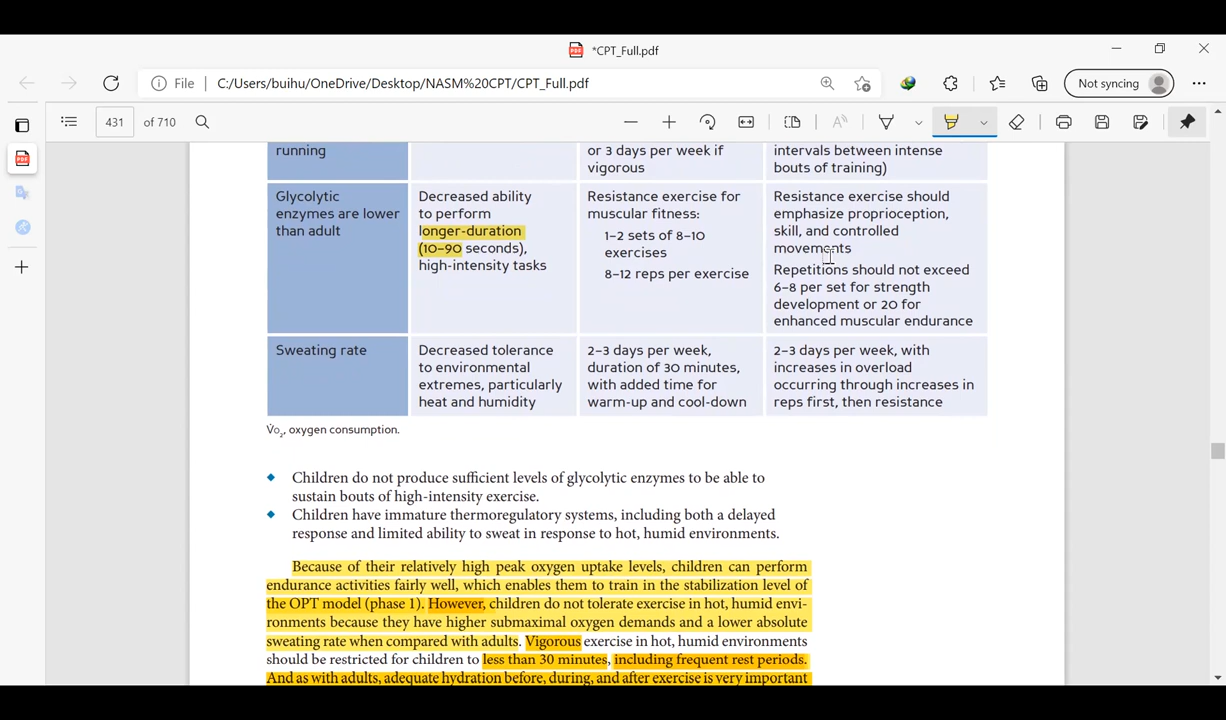 *CPT_Full.pdf
File
C:/Users/buihu/OneDrive/Desktop/NASM%20CPT/CPT_Full.pdf
Not syncing
431
of 710
running
or 3 days per week if
vigorous
intervals between intense
bouts of training)
Glycolytic
enzymes are lower
than adult
Decreased ability
to perform
longer-duration
(10–90 seconds),
high-intensity tasks
Resistance exercise for
muscular fitness:
1–2 sets of 8–10
exercises
8–12 reps per exercise
Resistance exercise should
emphasize proprioception,
skill, and controlled
movements
Repetitions should not exceed
6–8 per set for strength
development or 20 for
enhanced muscular endurance
Sweating rate
Decreased tolerance
to environmental
extremes, particularly
heat and humidity
2–3 days per week,
duration of 30 minutes,
with added time for
warm-up and cool-down
2–3 days per week, with
increases in overload
occurring through increases in
reps first, then resistance
V̇o₂, oxygen consumption.
Children do not produce sufficient levels of glycolytic enzymes to be able to
sustain bouts of high-intensity exercise.
Children have immature thermoregulatory systems, including both a delayed
response and limited ability to sweat in response to hot, humid environments.
Because of their relatively high peak oxygen uptake levels, children can perform
endurance activities fairly well, which enables them to train in the stabilization level of
the OPT model (phase 1). However, children do not tolerate exercise in hot, humid envi-
ronments because they have higher submaximal oxygen demands and a lower absolute
sweating rate when compared with adults. Vigorous exercise in hot, humid environments
should be restricted for children to less than 30 minutes, including frequent rest periods.
And as with adults, adequate hydration before, during, and after exercise is very important